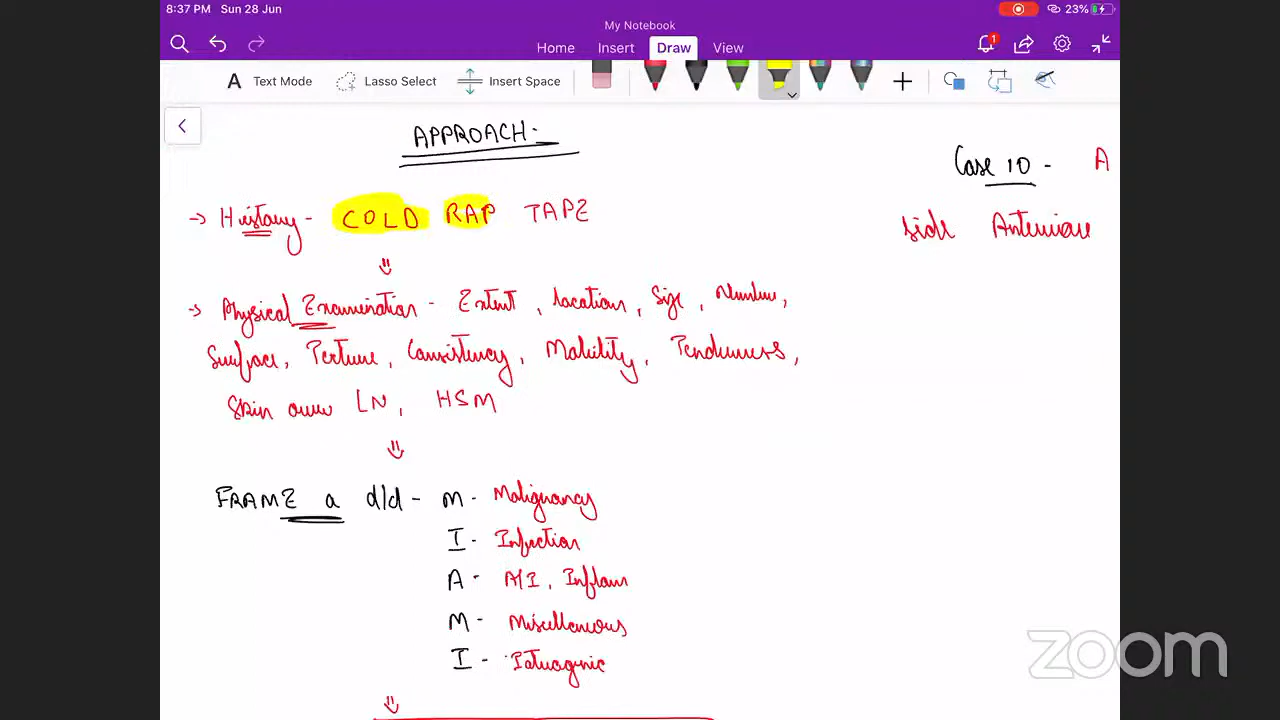 8:37 PM Sun 28 Jun
23%
My Notebook
Home Insert Draw View
1
A Text Mode Lasso Select Insert Space
APPROACH-
→ History - COLD RAP TAPE
→ Physical Examination - Extent, location, Size, Number,
Surface, Texture, Consistency, Mobility, Tenderness,
Skin over LN, HSM
FRAME a d/d - M - Malignancy
I - Infection
A - A/I, Inflam
M - Miscellenous
I - Iatrogenic
Case 10 - A
side Anterior
zoom